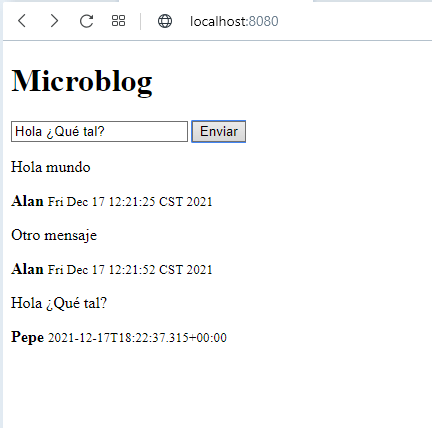 localhost:8080
Microblog
Hola ¿Qué tal? Enviar
Hola mundo
Alan Fri Dec 17 12:21:25 CST 2021
Otro mensaje
Alan Fri Dec 17 12:21:52 CST 2021
Hola ¿Qué tal?
Pepe 2021-12-17T18:22:37.315+00:00